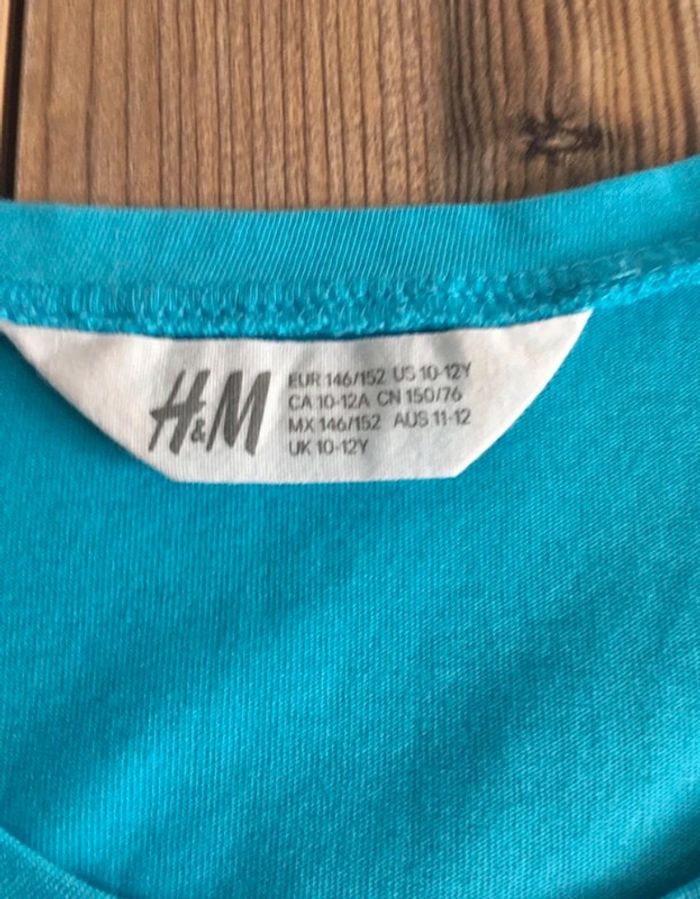 H&M
EUR 146/152 US 10-12Y
CA 10-12A CN 150/76
MX 146/152 AUS 11-12
UK 10-12Y